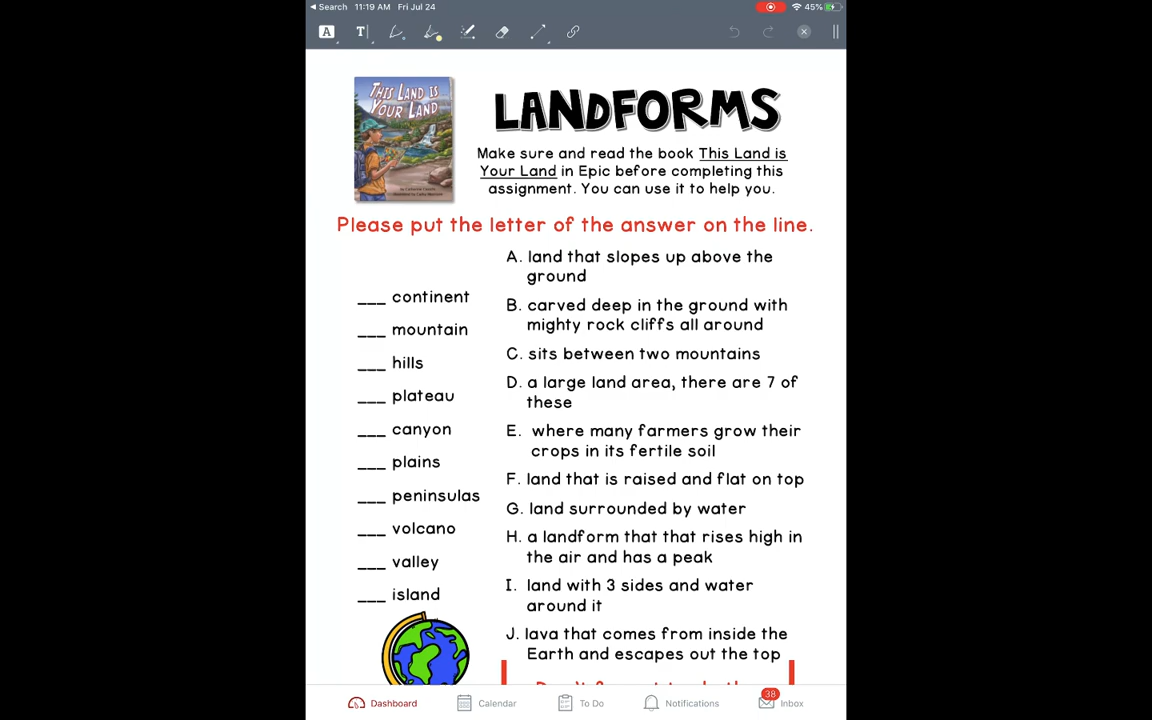 Search 11:19 AM Fri Jul 24 45%
A T
THIS LAND IS
YOUR LAND
LANDFORMS
Make sure and read the book This Land is
Your Land in Epic before completing this
assignment. You can use it to help you.
Please put the letter of the answer on the line.
___ continent
___ mountain
___ hills
___ plateau
___ canyon
___ plains
___ peninsulas
___ volcano
___ valley
___ island
A. land that slopes up above the
ground
B. carved deep in the ground with
mighty rock cliffs all around
C. sits between two mountains
D. a large land area, there are 7 of
these
E. where many farmers grow their
crops in its fertile soil
F. land that is raised and flat on top
G. land surrounded by water
H. a landform that that rises high in
the air and has a peak
I. land with 3 sides and water
around it
J. lava that comes from inside the
Earth and escapes out the top
38
Dashboard Calendar To Do Notifications Inbox